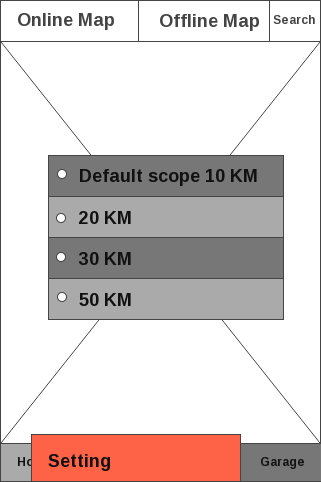 Online Map Offline Map Search
Default scope 10 KM
20 KM
30 KM
50 KM
Setting Garage